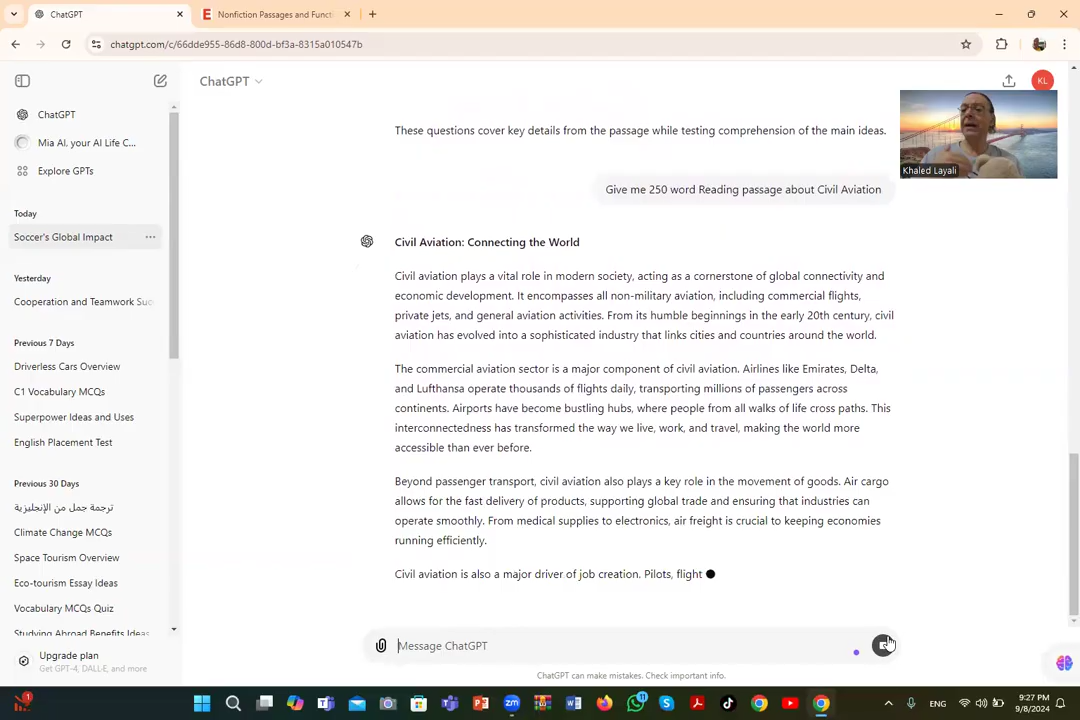 ChatGPT
Nonfiction Passages and Funct
chatgpt.com/c/66dde955-86d8-800d-bf3a-8315a010547b
ChatGPT
KL
ChatGPT
Mia AI, your AI Life C...
Explore GPTs
Today
Soccer's Global Impact
Yesterday
Cooperation and Teamwork Suc
Previous 7 Days
Driverless Cars Overview
C1 Vocabulary MCQs
Superpower Ideas and Uses
English Placement Test
Previous 30 Days
ترجمة جمل من الإنجليزية
Climate Change MCQs
Space Tourism Overview
Eco-tourism Essay Ideas
Vocabulary MCQs Quiz
Studying Abroad Benefits Ideas
Upgrade plan
Get GPT-4, DALL·E, and more
These questions cover key details from the passage while testing comprehension of the main ideas.
Khaled Layali
Give me 250 word Reading passage about Civil Aviation
Civil Aviation: Connecting the World
Civil aviation plays a vital role in modern society, acting as a cornerstone of global connectivity and
economic development. It encompasses all non-military aviation, including commercial flights,
private jets, and general aviation activities. From its humble beginnings in the early 20th century, civil
aviation has evolved into a sophisticated industry that links cities and countries around the world.
The commercial aviation sector is a major component of civil aviation. Airlines like Emirates, Delta,
and Lufthansa operate thousands of flights daily, transporting millions of passengers across
continents. Airports have become bustling hubs, where people from all walks of life cross paths. This
interconnectedness has transformed the way we live, work, and travel, making the world more
accessible than ever before.
Beyond passenger transport, civil aviation also plays a key role in the movement of goods. Air cargo
allows for the fast delivery of products, supporting global trade and ensuring that industries can
operate smoothly. From medical supplies to electronics, air freight is crucial to keeping economies
running efficiently.
Civil aviation is also a major driver of job creation. Pilots, flight
Message ChatGPT
ChatGPT can make mistakes. Check important info.
1
11
ENG
9:27 PM
9/8/2024